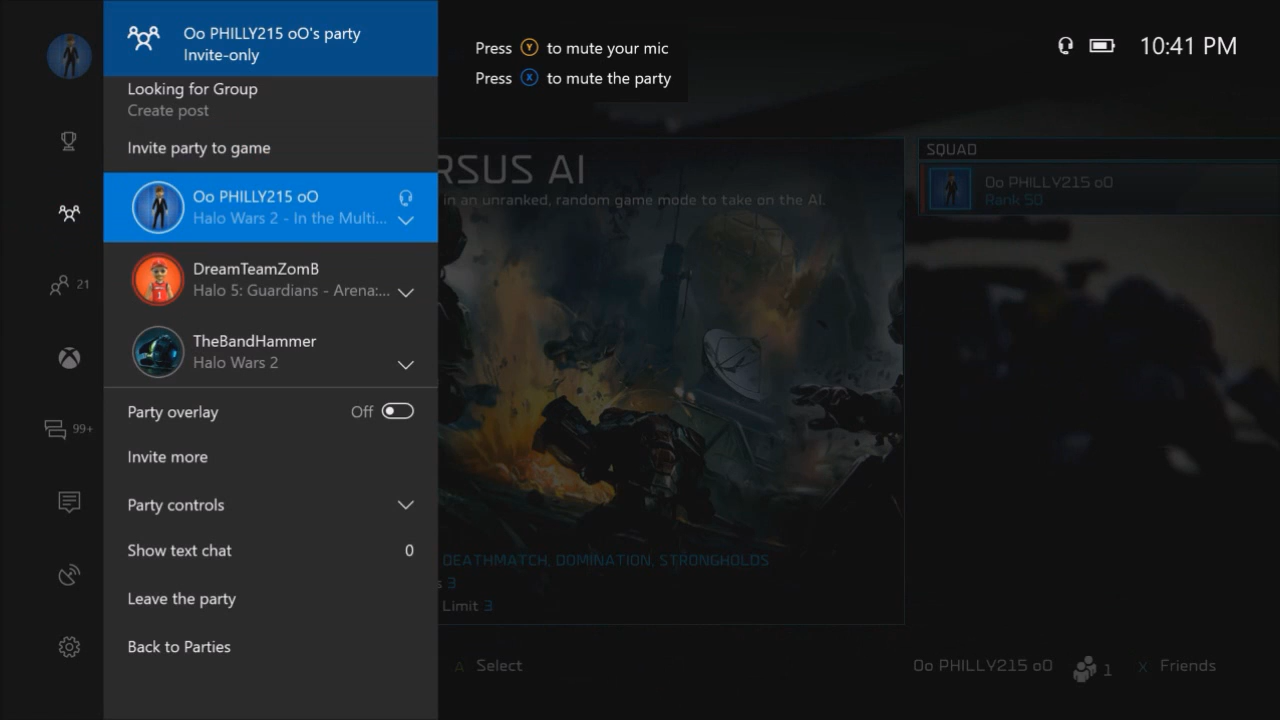 Oo PHILLY215 oO's party
Invite-only
Looking for Group
Create post
Invite party to game
Oo PHILLY215 oO
Halo Wars 2 - In the Multi...
DreamTeamZomB
Halo 5: Guardians - Arena:...
TheBandHammer
Halo Wars 2
Party overlay Off
Invite more
Party controls
Show text chat 0
Leave the party
Back to Parties
21
99+
Press Y to mute your mic
Press X to mute the party
10:41 PM
RSUS AI
in an unranked, random game mode to take on the AI.
DEATHMATCH, DOMINATION, STRONGHOLDS
s 3
Limit 3
SQUAD
Oo PHILLY215 oO
Rank 50
A Select
Oo PHILLY215 oO 1 X Friends